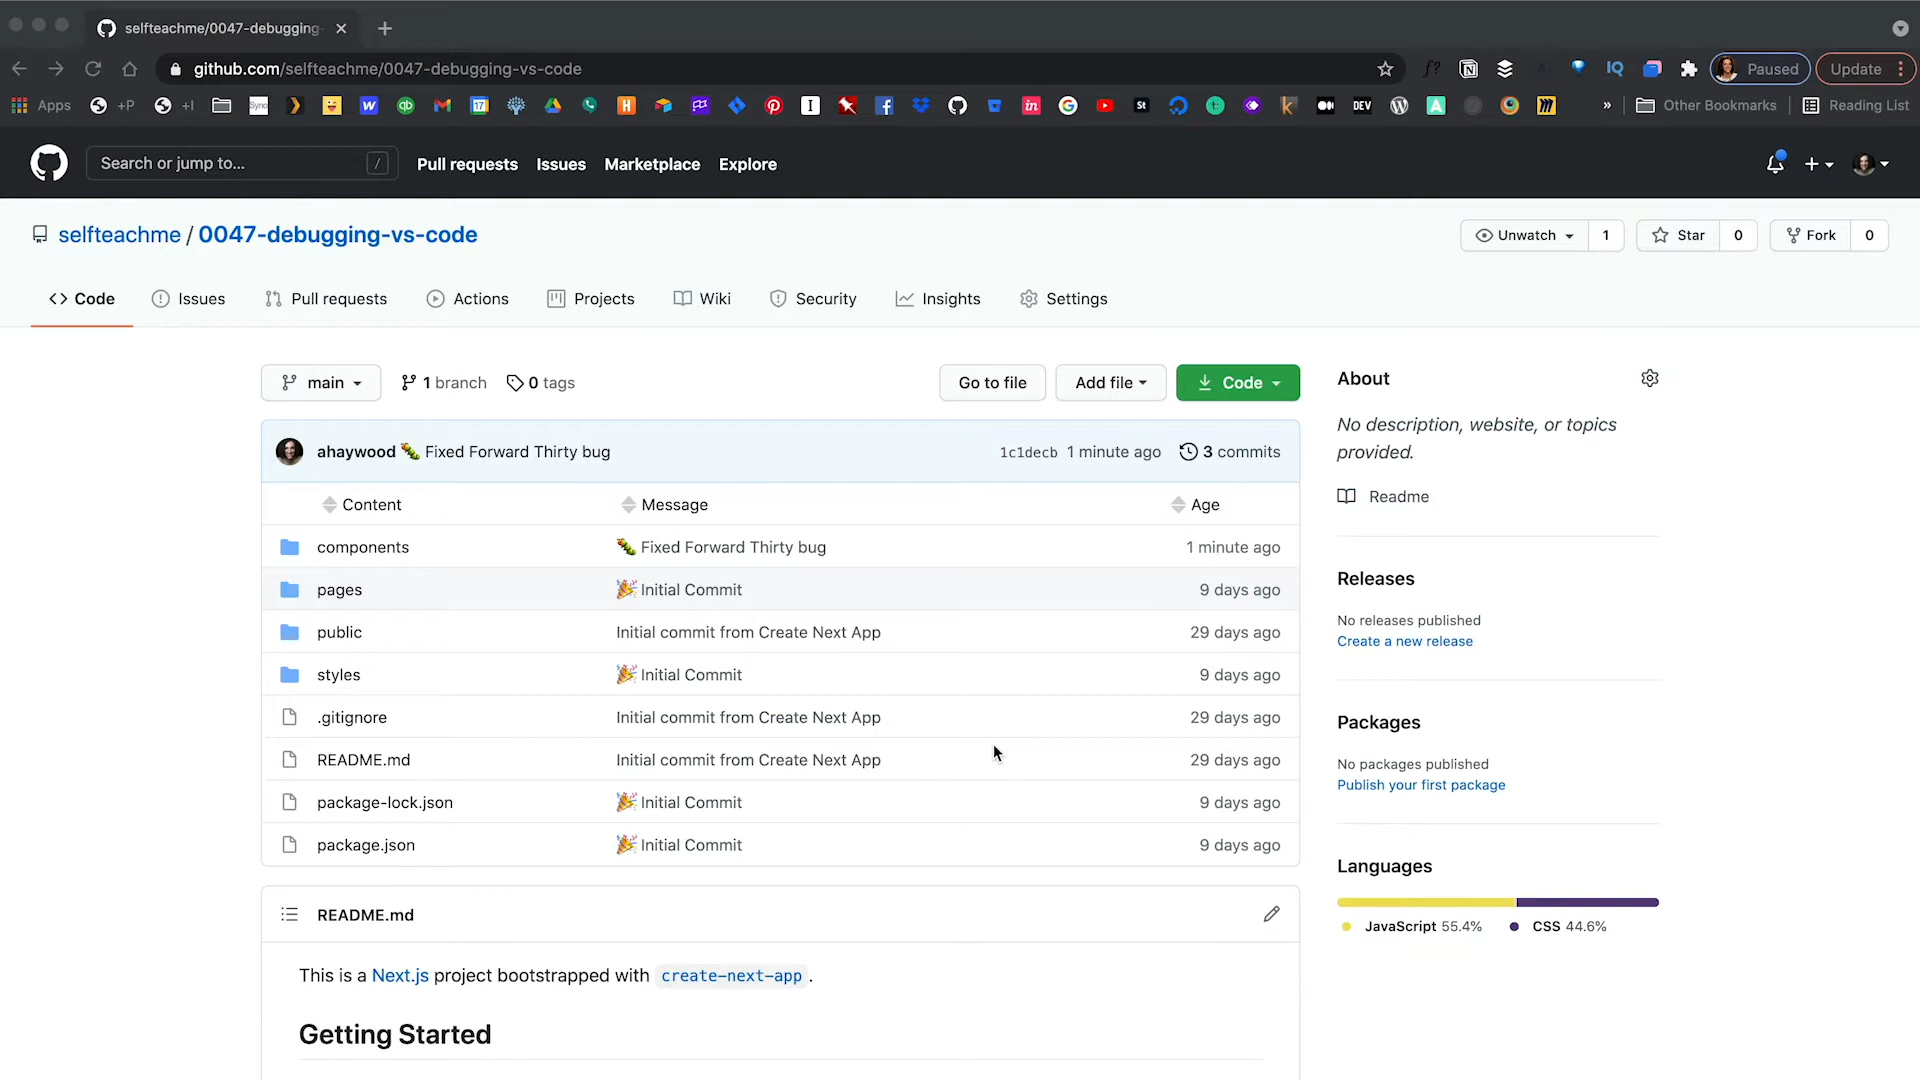 selfteachme/0047-debugging-
github.com/selfteachme/0047-debugging-vs-code
Paused
Update
Apps
+P
+I
Other Bookmarks
Reading List
Search or jump to...
/
Pull requests
Issues
Marketplace
Explore
selfteachme / 0047-debugging-vs-code
Unwatch
1
Star
0
Fork
0
Code
Issues
Pull requests
Actions
Projects
Wiki
Security
Insights
Settings
main
1 branch
0 tags
Go to file
Add file
Code
ahaywood 🐛 Fixed Forward Thirty bug
1c1decb 1 minute ago
3 commits
Content
Message
Age
components
🐛 Fixed Forward Thirty bug
1 minute ago
pages
🎉 Initial Commit
9 days ago
public
Initial commit from Create Next App
29 days ago
styles
🎉 Initial Commit
9 days ago
.gitignore
Initial commit from Create Next App
29 days ago
README.md
Initial commit from Create Next App
29 days ago
package-lock.json
🎉 Initial Commit
9 days ago
package.json
🎉 Initial Commit
9 days ago
README.md
This is a Next.js project bootstrapped with create-next-app.
Getting Started
About
No description, website, or topics
provided.
Readme
Releases
No releases published
Create a new release
Packages
No packages published
Publish your first package
Languages
JavaScript 55.4%
CSS 44.6%